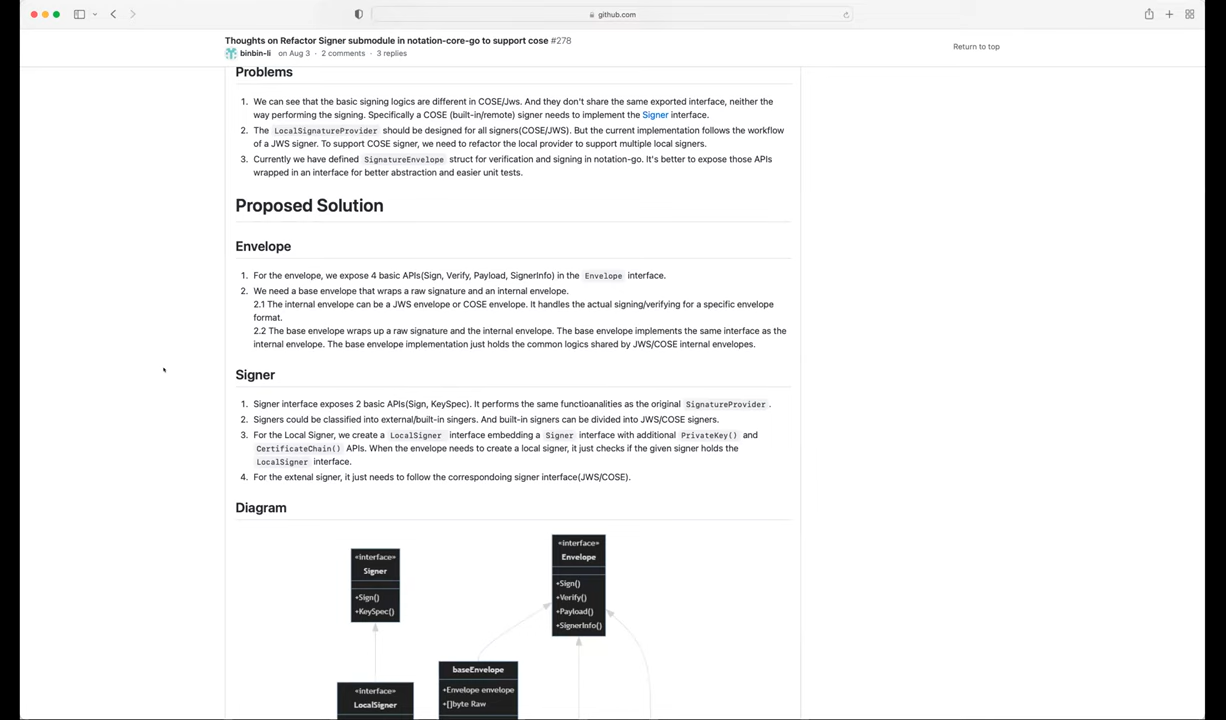 github.com
Thoughts on Refactor Signer submodule in notation-core-go to support cose #278
binbin-li on Aug 3 · 2 comments · 3 replies
Return to top
Problems
1. We can see that the basic signing logics are different in COSE/Jws. And they don't share the same exported interface, neither the
way performing the signing. Specifically a COSE (built-in/remote) signer needs to implement the Signer interface.
2. The LocalSignatureProvider should be designed for all signers(COSE/JWS). But the current implementation follows the workflow
of a JWS signer. To support COSE signer, we need to refactor the local provider to support multiple local signers.
3. Currently we have defined SignatureEnvelope struct for verification and signing in notation-go. It's better to expose those APIs
wrapped in an interface for better abstraction and easier unit tests.
Proposed Solution
Envelope
1. For the envelope, we expose 4 basic APIs(Sign, Verify, Payload, SignerInfo) in the Envelope interface.
2. We need a base envelope that wraps a raw signature and an internal envelope.
2.1 The internal envelope can be a JWS envelope or COSE envelope. It handles the actual signing/verifying for a specific envelope
format.
2.2 The base envelope wraps up a raw signature and the internal envelope. The base envelope implements the same interface as the
internal envelope. The base envelope implementation just holds the common logics shared by JWS/COSE internal envelopes.
Signer
1. Signer interface exposes 2 basic APIs(Sign, KeySpec). It performs the same functioanalities as the original SignatureProvider.
2. Signers could be classified into external/built-in singers. And built-in signers can be divided into JWS/COSE signers.
3. For the Local Signer, we create a LocalSigner interface embedding a Signer interface with additional PrivateKey() and
CertificateChain() APIs. When the envelope needs to create a local signer, it just checks if the given signer holds the
LocalSigner interface.
4. For the extenal signer, it just needs to follow the correspondoing signer interface(JWS/COSE).
Diagram
«interface»
Signer
+Sign()
+KeySpec()
«interface»
Envelope
+Sign()
+Verify()
+Payload()
+SignerInfo()
«interface»
LocalSigner
baseEnvelope
+Envelope envelope
+[]byte Raw